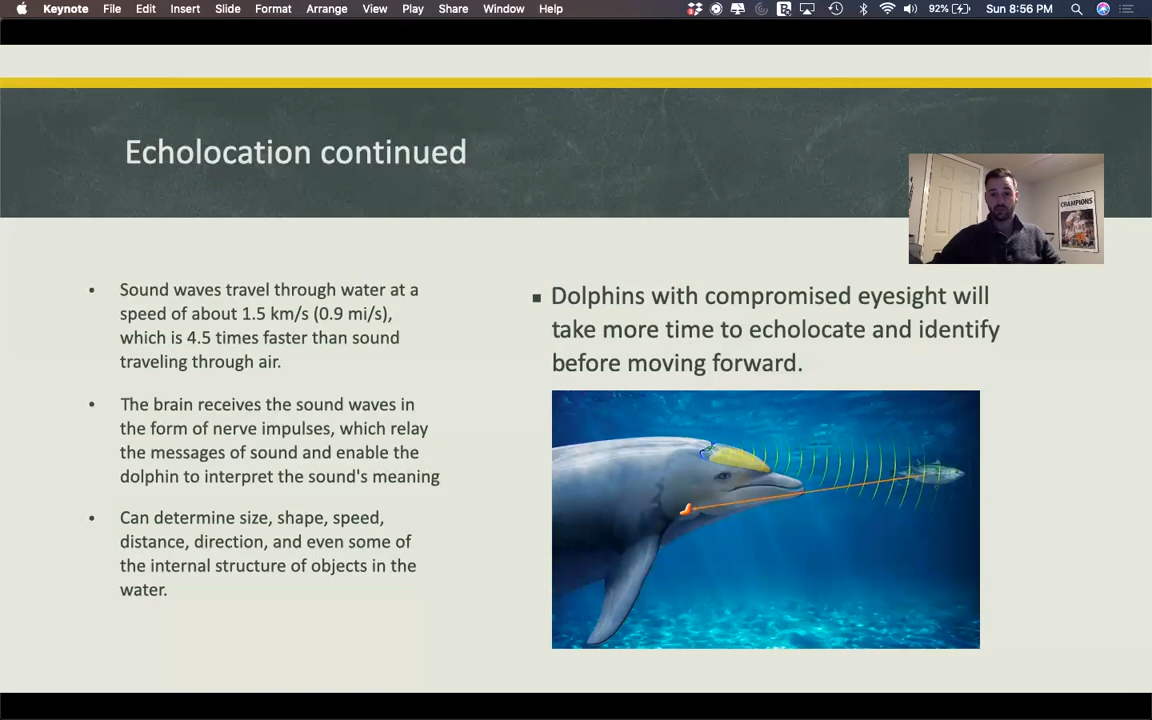 Keynote File Edit Insert Slide Format Arrange View Play Share Window Help 92% Sun 8:56 PM
Echolocation continued
CHAMPIONS
• Sound waves travel through water at a
speed of about 1.5 km/s (0.9 mi/s),
which is 4.5 times faster than sound
traveling through air.
• The brain receives the sound waves in
the form of nerve impulses, which relay
the messages of sound and enable the
dolphin to interpret the sound's meaning
• Can determine size, shape, speed,
distance, direction, and even some of
the internal structure of objects in the
water.
▪ Dolphins with compromised eyesight will
take more time to echolocate and identify
before moving forward.